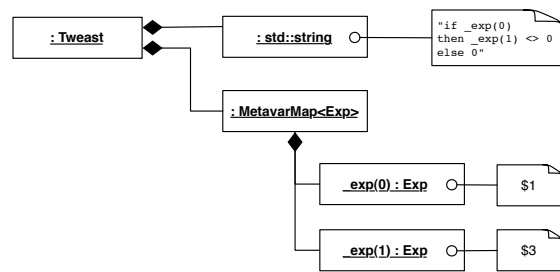 : Tweast
: std::string
"if _exp(0)
then _exp(1) <> 0
else 0"
: MetavarMap<Exp>
_exp(0) : Exp
$1
_exp(1) : Exp
$3